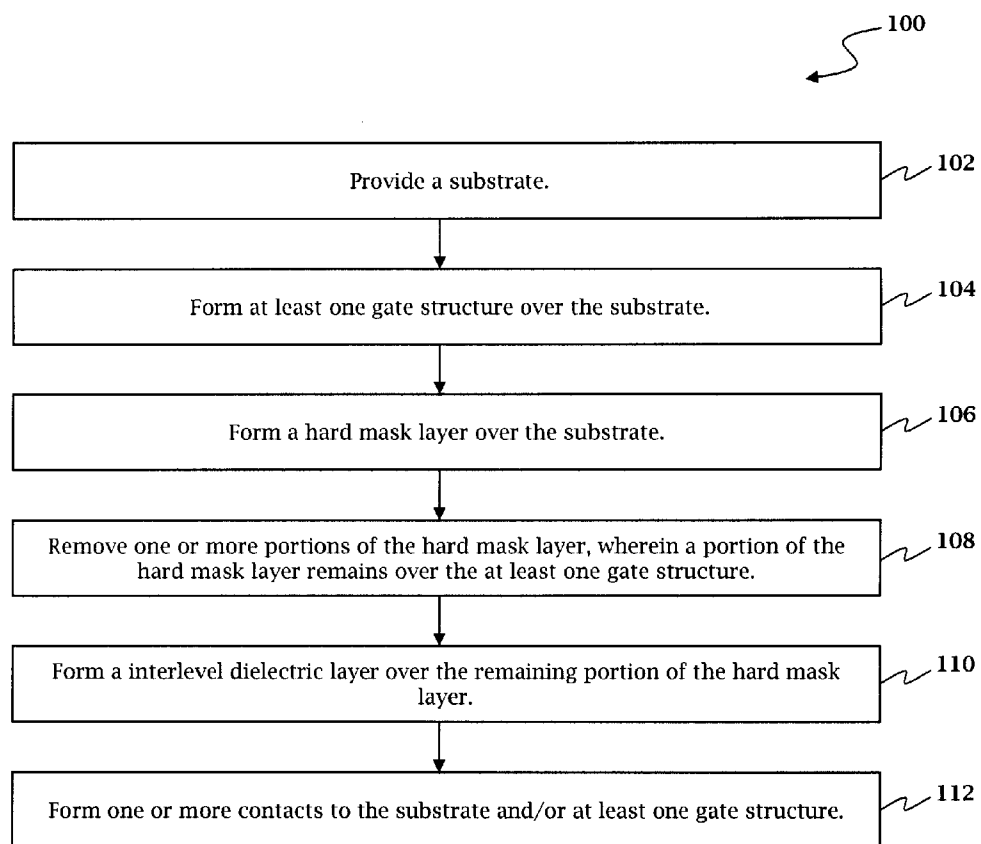 100
Provide a substrate.
102
Form at least one gate structure over the substrate.
104
Form a hard mask layer over the substrate.
106
Remove one or more portions of the hard mask layer, wherein a portion of the
hard mask layer remains over the at least one gate structure.
108
Form a interlevel dielectric layer over the remaining portion of the hard mask
layer.
110
Form one or more contacts to the substrate and/or at least one gate structure.
112